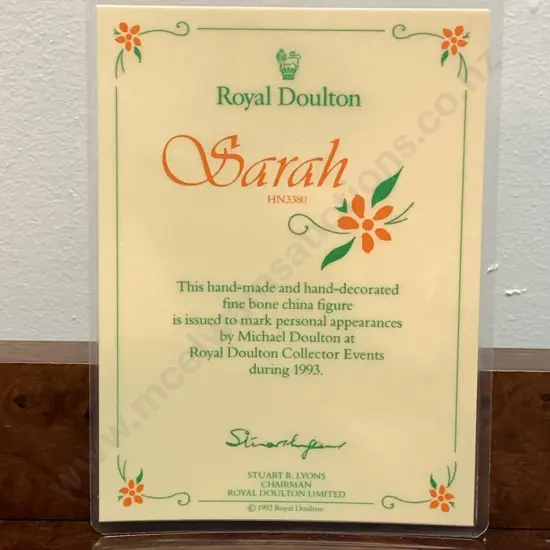 Royal Doulton
Sarah
HN3380
This hand-made and hand-decorated
fine bone china figure
is issued to mark personal appearances
by Michael Doulton at
Royal Doulton Collector Events
during 1993.
Stuart Lyons
STUART R. LYONS
CHAIRMAN
ROYAL DOULTON LIMITED
© 1992 Royal Doulton